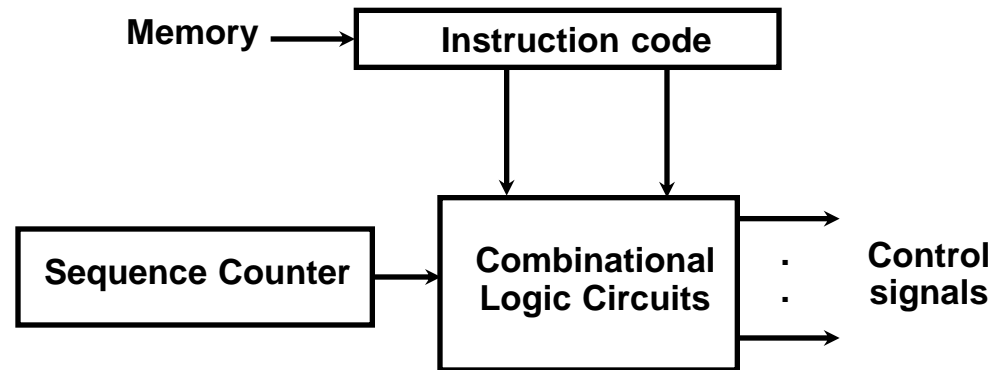 Memory
Instruction code
Sequence Counter
Combinational
Logic Circuits
.
.
Control
signals